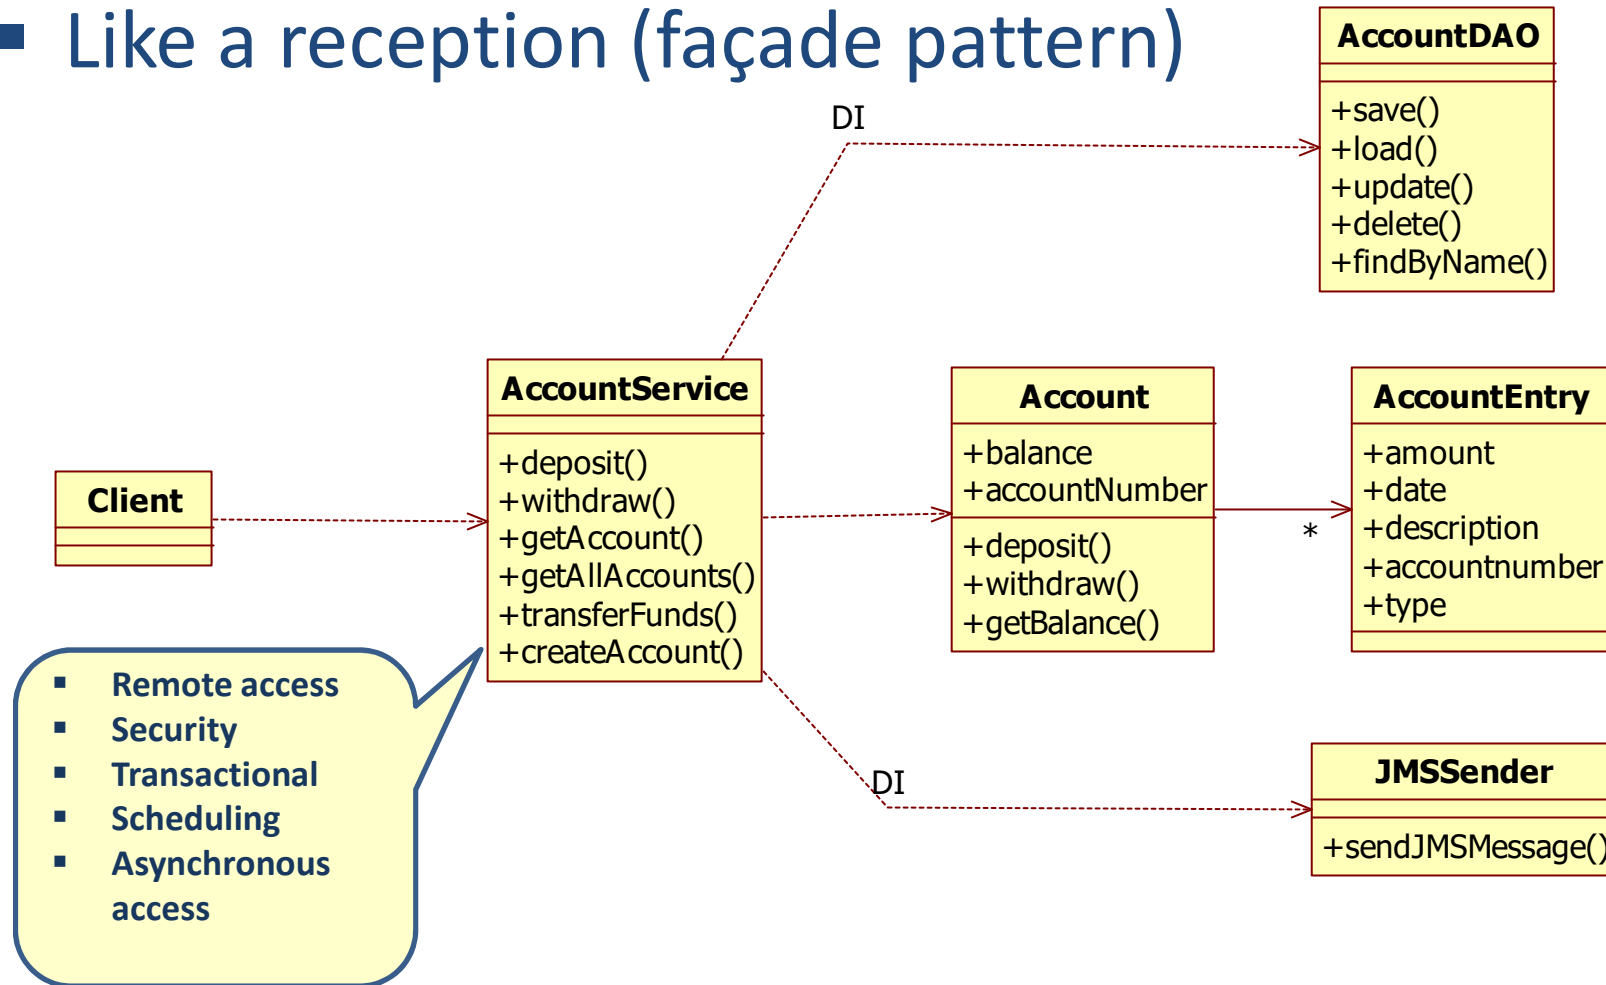 ▪ Like a reception (façade pattern)
AccountDAO
+save()
+load()
+update()
+delete()
+findByName()
DI
Client
AccountService
+deposit()
+withdraw()
+getAccount()
+getAllAccounts()
+transferFunds()
+createAccount()
Account
+balance
+accountNumber
+deposit()
+withdraw()
+getBalance()
*
AccountEntry
+amount
+date
+description
+accountnumber
+type
▪ Remote access
▪ Security
▪ Transactional
▪ Scheduling
▪ Asynchronous
access
DI
JMSSender
+sendJMSMessage()